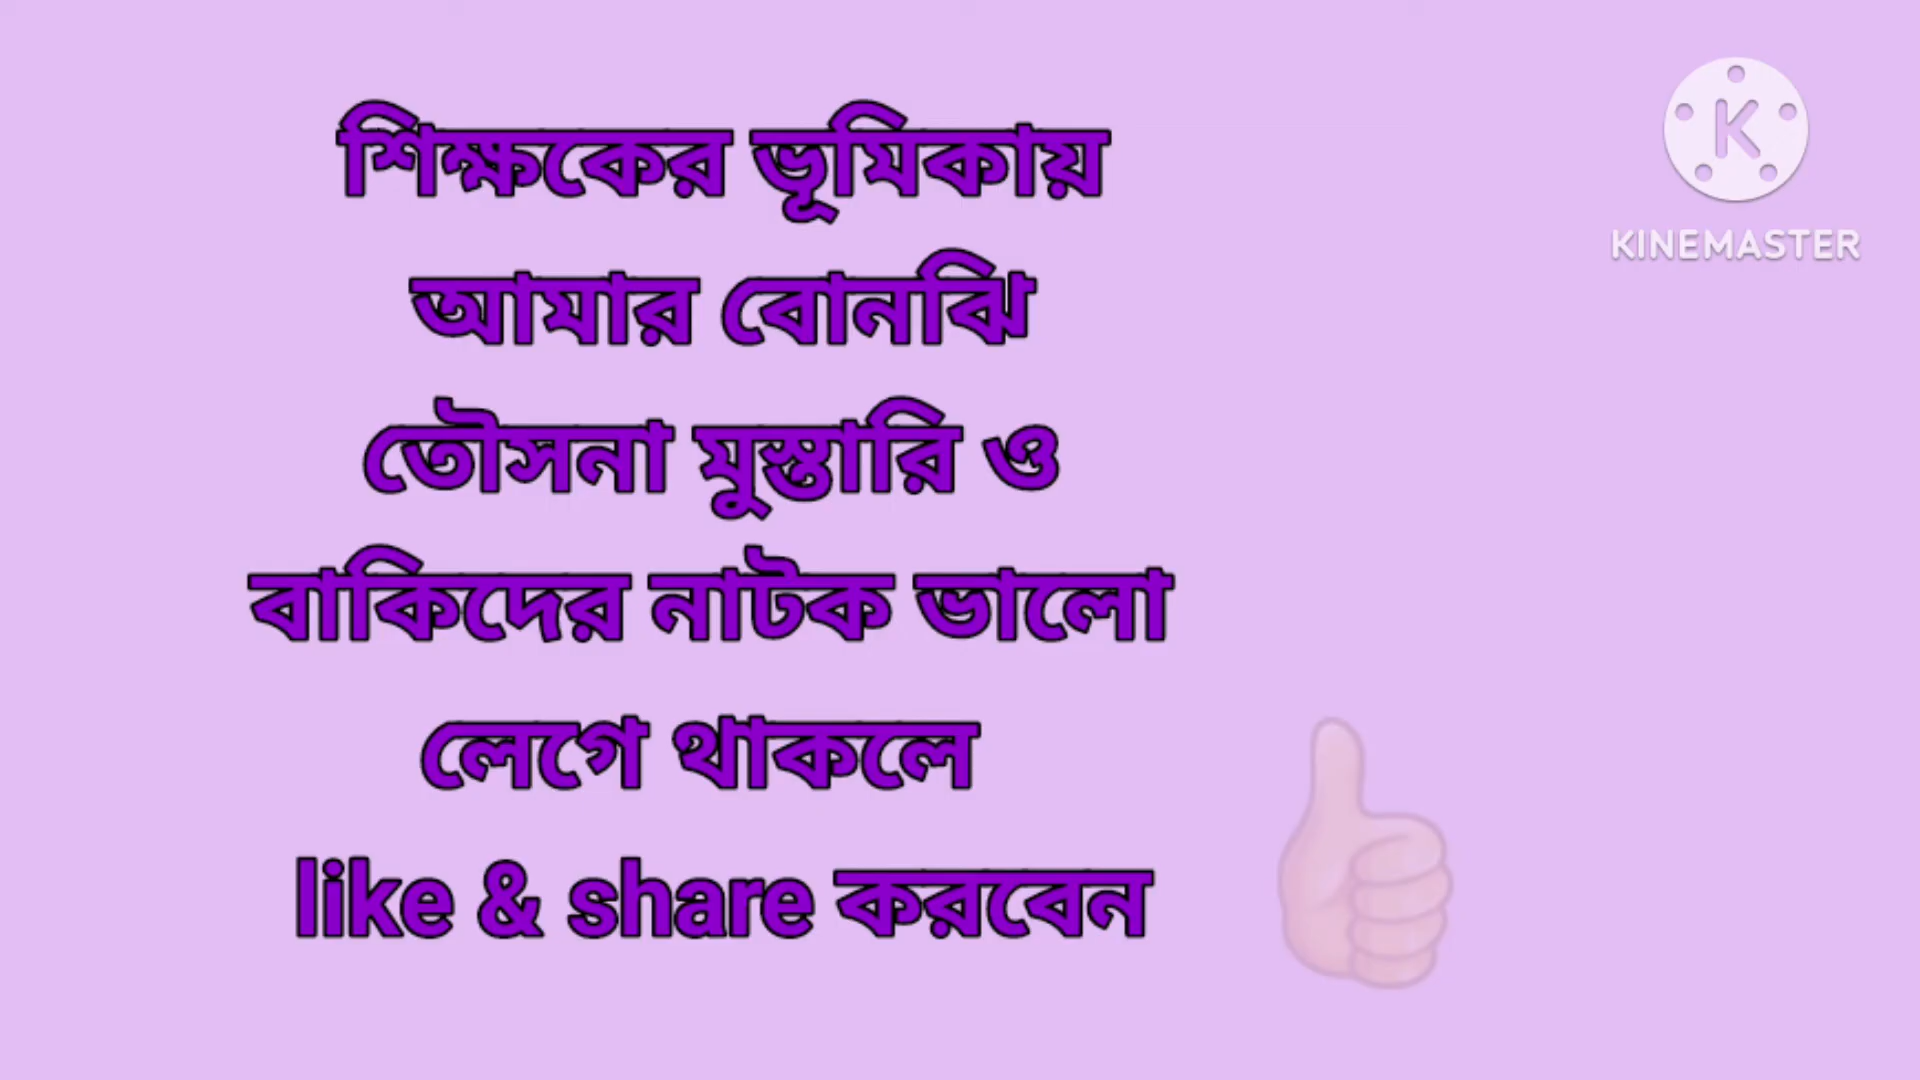 শিক্ষকের ভূমিকায়
আমার বোনঝি
তৌসনা মুস্তারি ও
বাকিদের নাটক ভালো
লেগে থাকলে
like & share করবেন
K
KINEMASTER